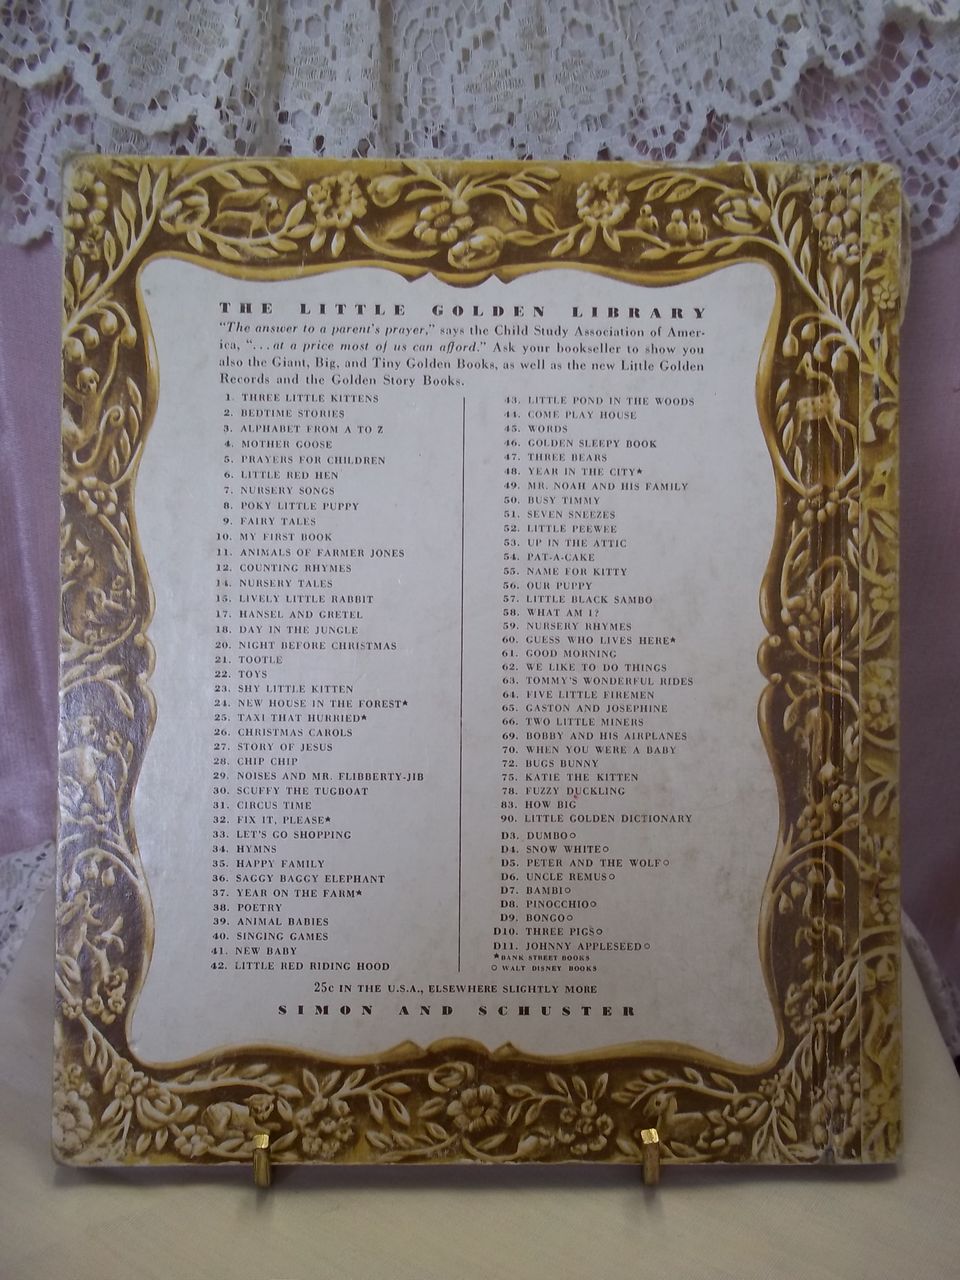 THE LITTLE GOLDEN LIBRARY
"The answer to a parent's prayer," says the Child Study Association of Amer-
ica, "...at a price most of us can afford." Ask your bookseller to show you
also the Giant, Big, and Tiny Golden Books, as well as the new Little Golden
Records and the Golden Story Books.
1. THREE LITTLE KITTENS
2. BEDTIME STORIES
3. ALPHABET FROM A TO Z
4. MOTHER GOOSE
5. PRAYERS FOR CHILDREN
6. LITTLE RED HEN
7. NURSERY SONGS
8. POKY LITTLE PUPPY
9. FAIRY TALES
10. MY FIRST BOOK
11. ANIMALS OF FARMER JONES
12. COUNTING RHYMES
14. NURSERY TALES
15. LIVELY LITTLE RABBIT
17. HANSEL AND GRETEL
18. DAY IN THE JUNGLE
20. NIGHT BEFORE CHRISTMAS
21. TOOTLE
22. TOYS
23. SHY LITTLE KITTEN
24. NEW HOUSE IN THE FOREST★
25. TAXI THAT HURRIED★
26. CHRISTMAS CAROLS
27. STORY OF JESUS
28. CHIP CHIP
29. NOISES AND MR. FLIBBERTY-JIB
30. SCUFFY THE TUGBOAT
31. CIRCUS TIME
32. FIX IT, PLEASE★
33. LET'S GO SHOPPING
34. HYMNS
35. HAPPY FAMILY
36. SAGGY BAGGY ELEPHANT
37. YEAR ON THE FARM★
38. POETRY
39. ANIMAL BABIES
40. SINGING GAMES
41. NEW BABY
42. LITTLE RED RIDING HOOD
43. LITTLE POND IN THE WOODS
44. COME PLAY HOUSE
45. WORDS
46. GOLDEN SLEEPY BOOK
47. THREE BEARS
48. YEAR IN THE CITY★
49. MR. NOAH AND HIS FAMILY
50. BUSY TIMMY
51. SEVEN SNEEZES
52. LITTLE PEEWEE
53. UP IN THE ATTIC
54. PAT-A-CAKE
55. NAME FOR KITTY
56. OUR PUPPY
57. LITTLE BLACK SAMBO
58. WHAT AM I?
59. NURSERY RHYMES
60. GUESS WHO LIVES HERE★
61. GOOD MORNING
62. WE LIKE TO DO THINGS
63. TOMMY'S WONDERFUL RIDES
64. FIVE LITTLE FIREMEN
65. GASTON AND JOSEPHINE
66. TWO LITTLE MINERS
69. BOBBY AND HIS AIRPLANES
70. WHEN YOU WERE A BABY
72. BUGS BUNNY
75. KATIE THE KITTEN
78. FUZZY DUCKLING
83. HOW BIG
90. LITTLE GOLDEN DICTIONARY
D3. DUMBO○
D4. SNOW WHITE○
D5. PETER AND THE WOLF○
D6. UNCLE REMUS○
D7. BAMBI○
D8. PINOCCHIO○
D9. BONGO○
D10. THREE PIGS○
D11. JOHNNY APPLESEED○
★BANK STREET BOOKS
○ WALT DISNEY BOOKS
25c IN THE U.S.A., ELSEWHERE SLIGHTLY MORE
SIMON AND SCHUSTER